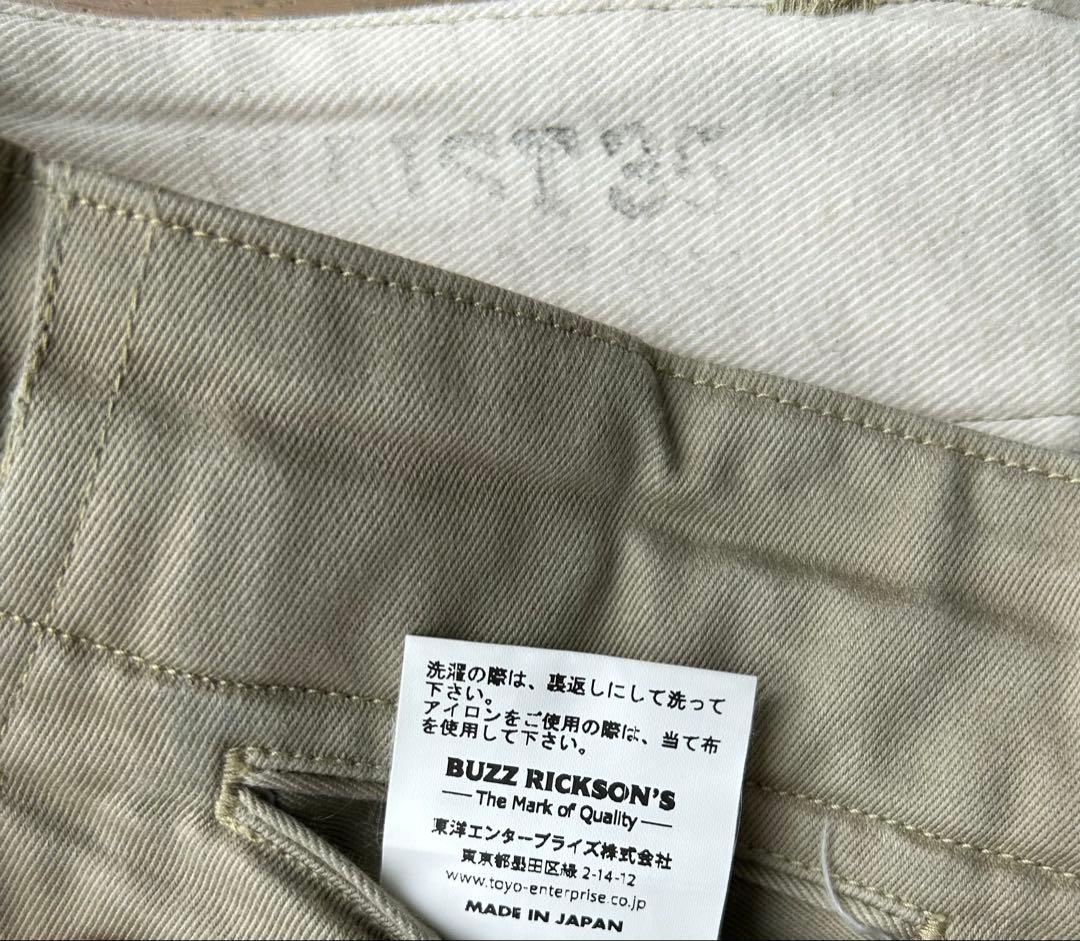 洗濯の際は、裏返しにして洗って
下さい。
アイロンをご使用の際は、当て布
を使用して下さい。
BUZZ RICKSON'S
The Mark of Quality
東洋エンタープライズ株式会社
東京都墨田区緑 2-14-12
www.toyo-enterprise.co.jp
MADE IN JAPAN